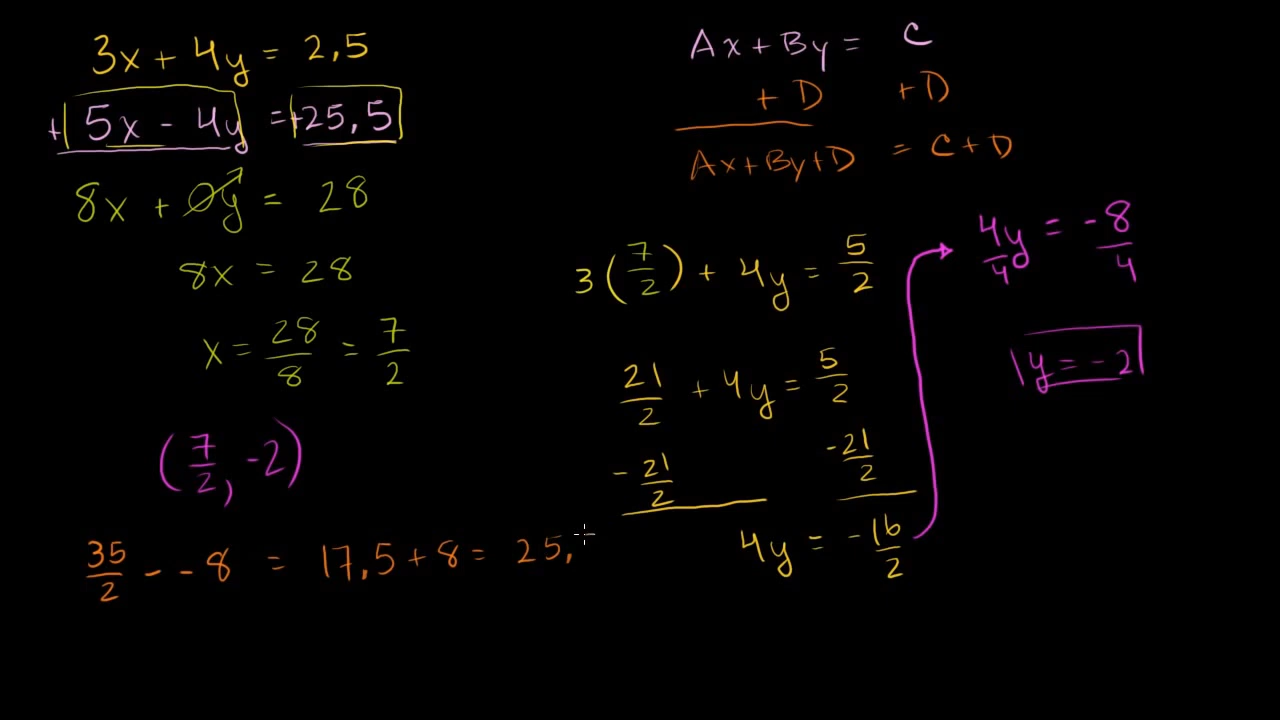 3x + 4y = 2.5
+ 5x - 4y = +25.5
8x + 0y = 28
8x = 28
x = 28/8 = 7/2
(7/2, -2)
35/2 - -8 = 17.5 + 8 = 25.
Ax + By = C
+ D +D
Ax + By + D = C + D
3(7/2) + 4y = 5/2
21/2 + 4y = 5/2
-21/2 -21/2
4y = -16/2
4y/4 = -8/4
y = -2